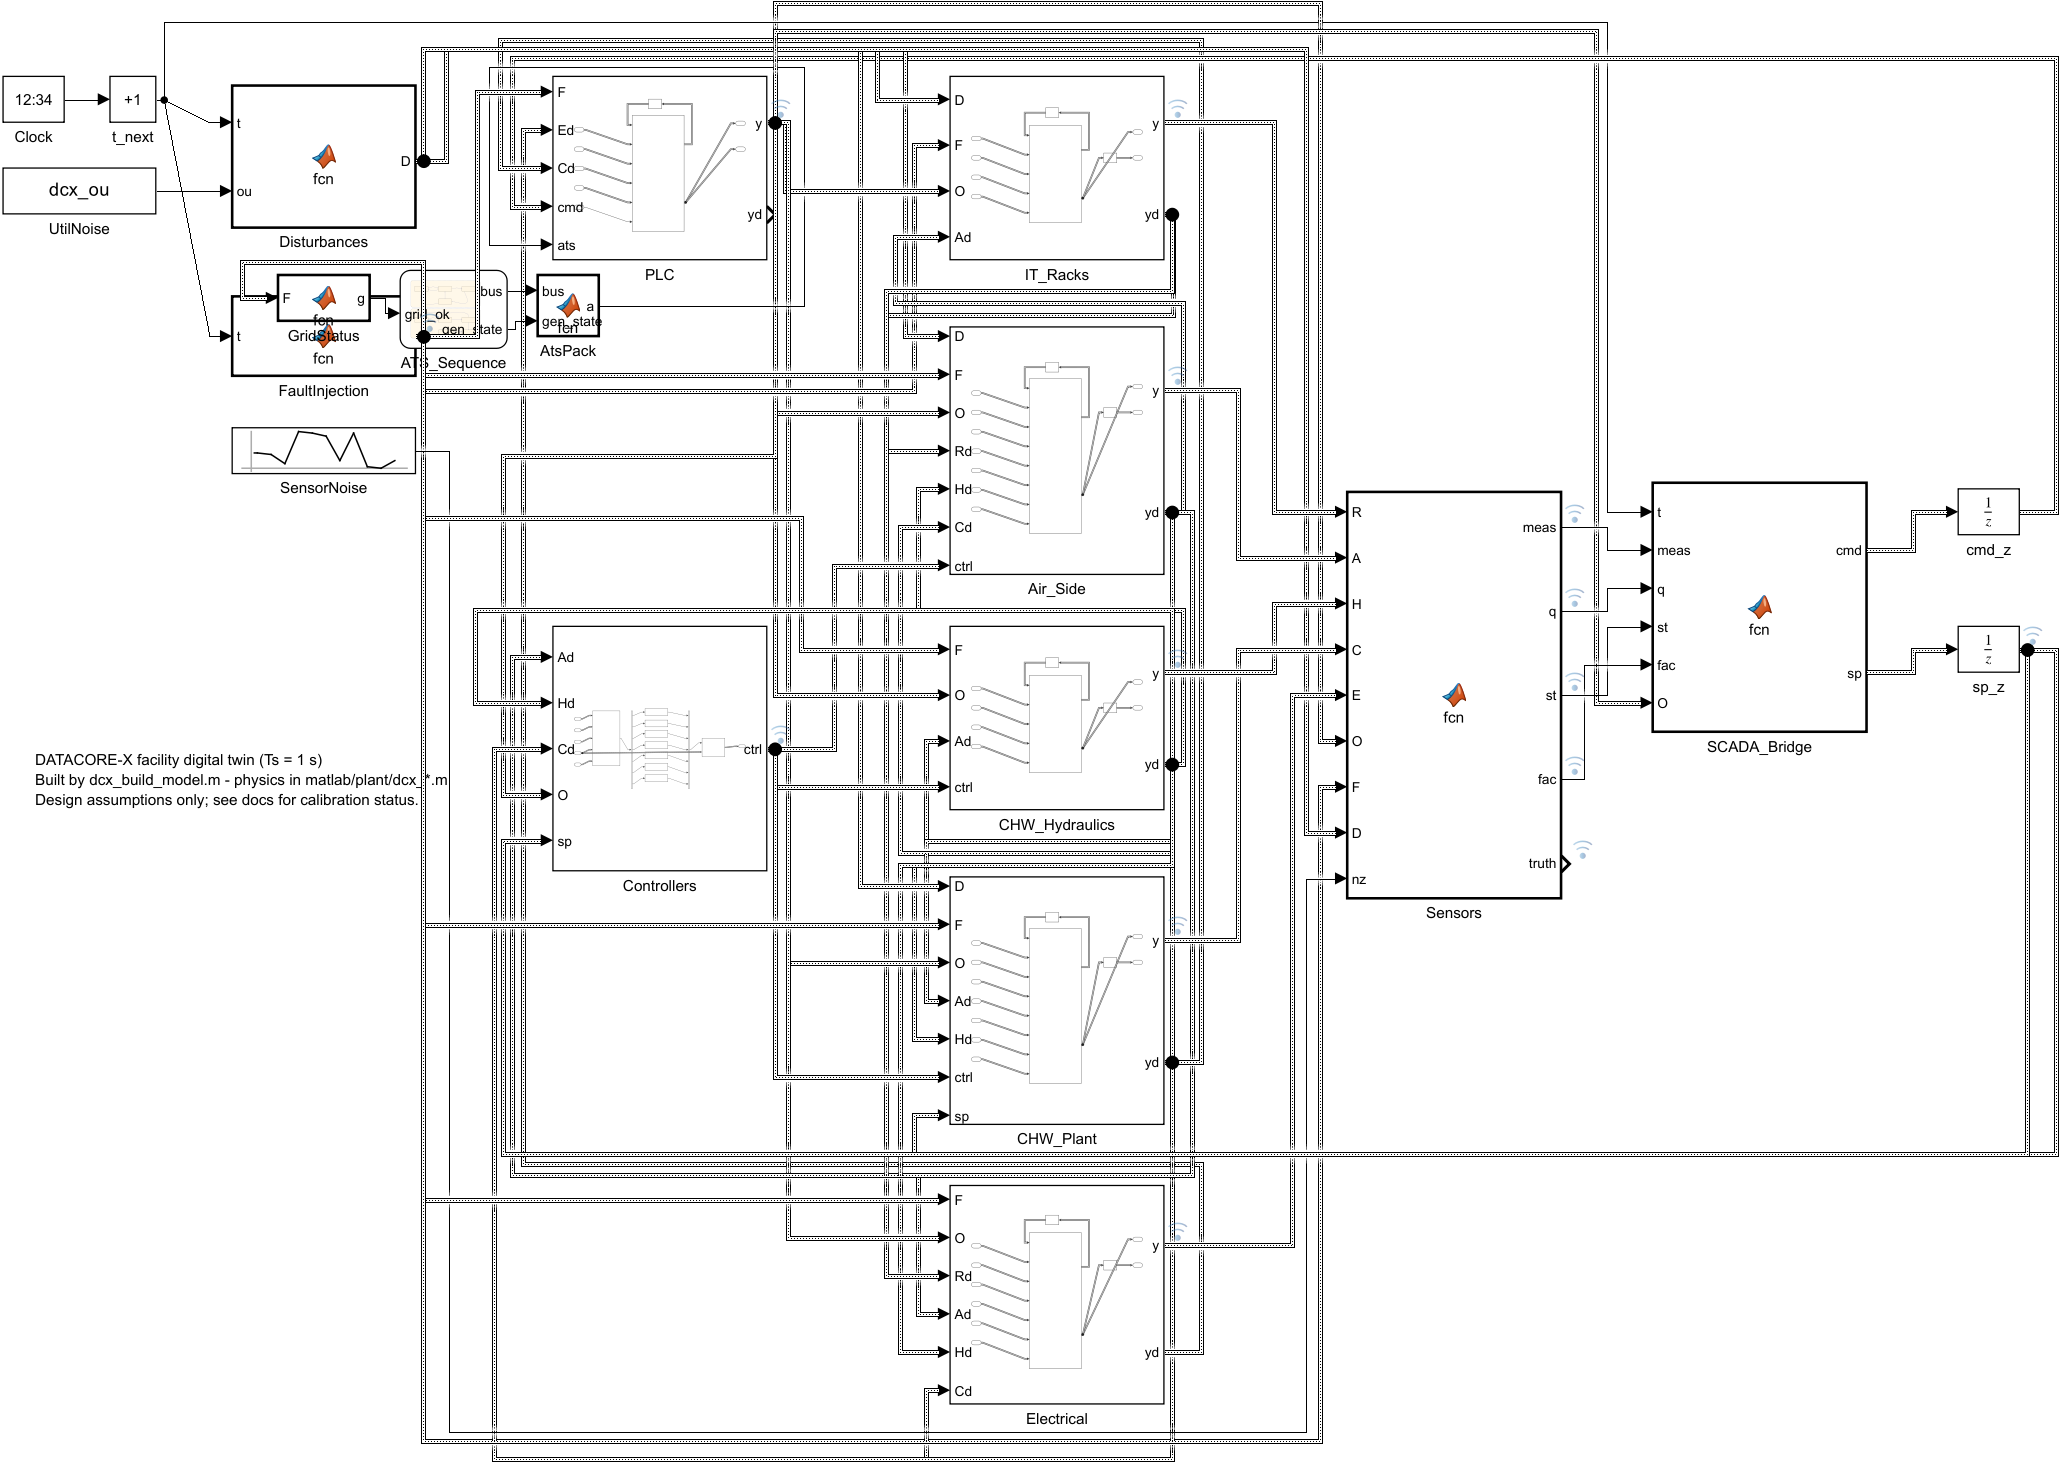 12:34
Clock
+1
t_next
dcx_ou
UtilNoise
t
ou
fcn
D
Disturbances
F
fcn
g
GridStatus
t
fcn
FaultInjection
grid_ok
bus
gen_state
ATS_Sequence
bus
gen_state
a
fcn
AtsPack
SensorNoise
F
Ed
Cd
cmd
ats
y
yd
PLC
D
F
O
Ad
y
yd
IT_Racks
D
F
O
Rd
Hd
Cd
ctrl
y
yd
Air_Side
Ad
Hd
Cd
O
sp
ctrl
Controllers
F
O
Ad
ctrl
y
yd
CHW_Hydraulics
D
F
O
Ad
Hd
ctrl
sp
y
yd
CHW_Plant
F
O
Rd
Ad
Hd
Cd
y
yd
Electrical
R
A
H
C
E
O
F
D
nz
fcn
meas
q
st
fac
truth
Sensors
t
meas
q
st
fac
O
fcn
cmd
sp
SCADA_Bridge
1
z
cmd_z
1
z
sp_z
DATACORE-X facility digital twin (Ts = 1 s)
Built by dcx_build_model.m - physics in matlab/plant/dcx_*.m
Design assumptions only; see docs for calibration status.